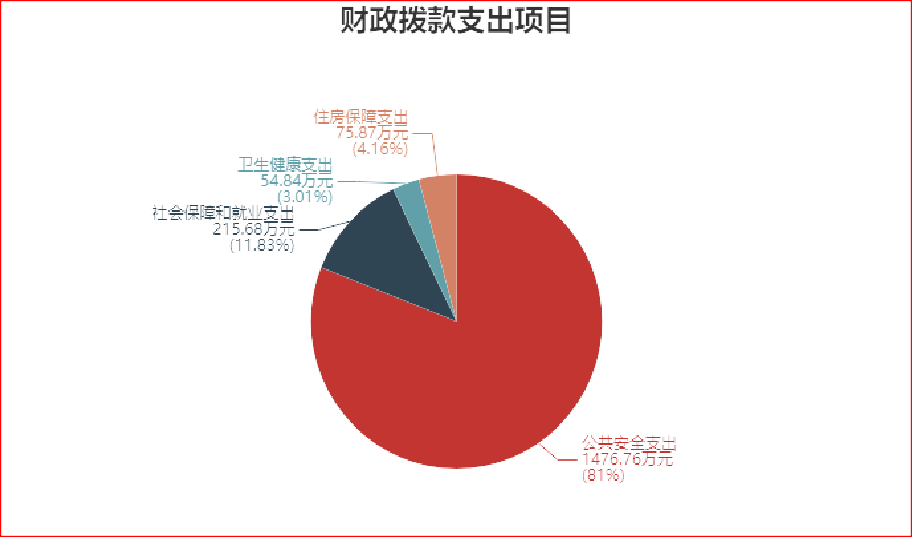 财政拨款支出项目
住房保障支出
75.87万元
(4.16%)
卫生健康支出
54.84万元
(3.01%)
社会保障和就业支出
215.68万元
(11.83%)
公共安全支出
1476.76万元
(81%)